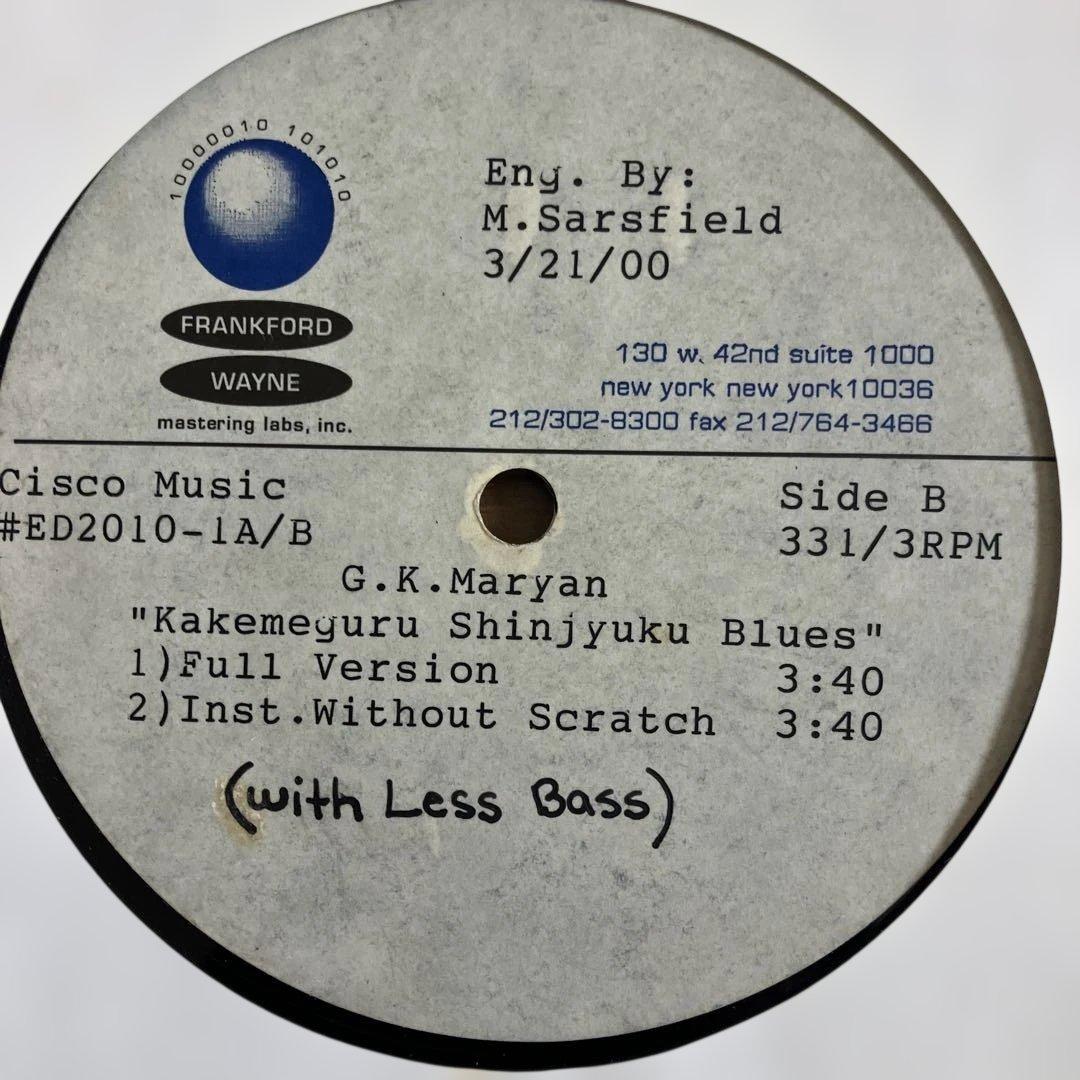 10000010 101010
FRANKFORD
WAYNE
mastering labs, inc.
Eng. By:
M.Sarsfield
3/21/00
130 w. 42nd suite 1000
new york new york10036
212/302-8300 fax 212/764-3466
Cisco Music
#ED2010-1A/B
Side B
331/3RPM
G.K.Maryan
"Kakemeguru Shinjyuku Blues"
1)Full Version 3:40
2)Inst.Without Scratch 3:40
(with Less Bass)